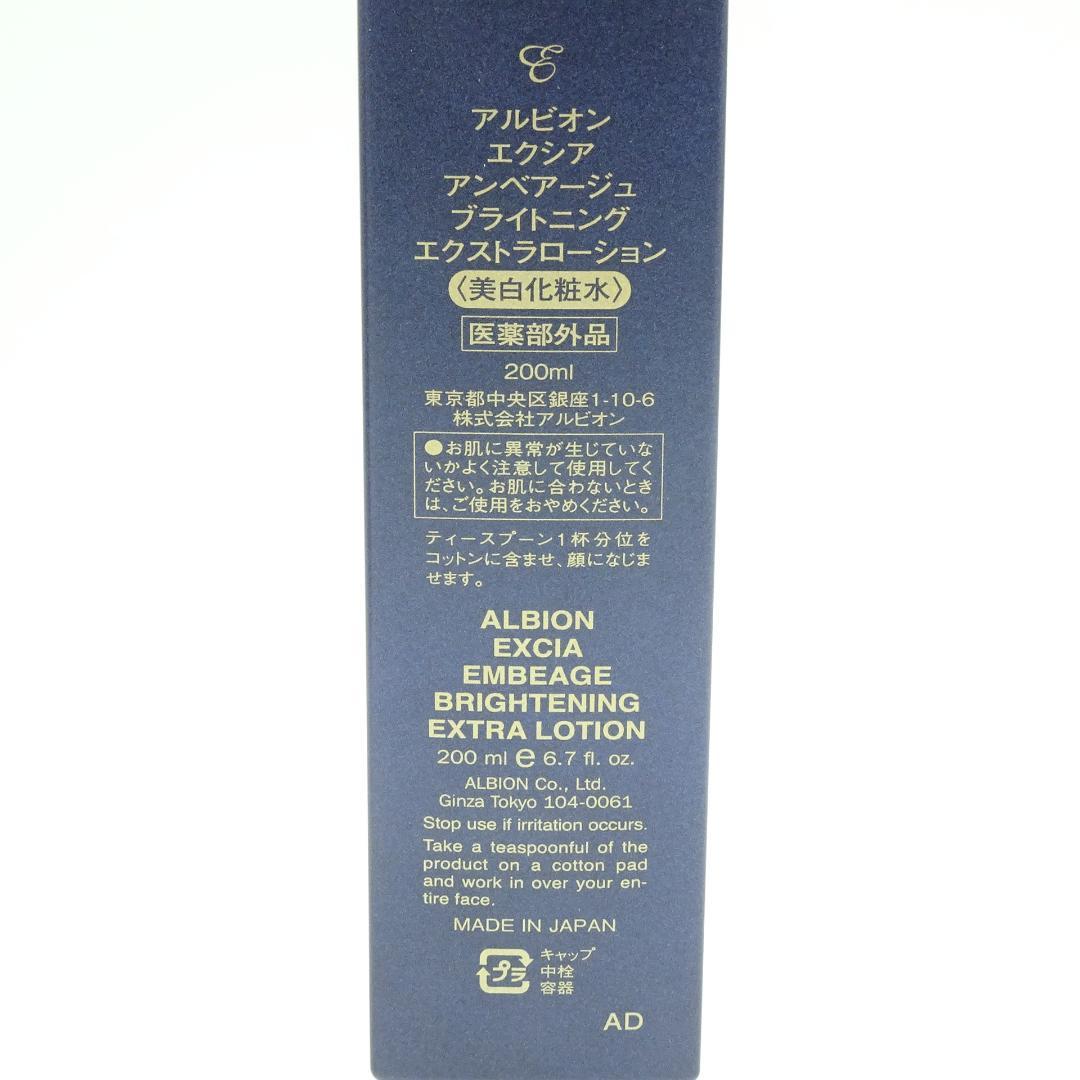 E
アルビオン
エクシア
アンベアージュ
ブライトニング
エクストラローション
〈美白化粧水〉
医薬部外品
200ml
東京都中央区銀座1-10-6
株式会社アルビオン
●お肌に異常が生じていな
いかよく注意して使用してく
ださい。お肌に合わないとき
は、ご使用をおやめください。
ティースプーン1杯分位を
コットンに含ませ、顔になじま
せます。
ALBION
EXCIA
EMBEAGE
BRIGHTENING
EXTRA LOTION
200 ml e 6.7 fl. oz.
ALBION Co., Ltd.
Ginza Tokyo 104-0061
Stop use if irritation occurs.
Take a teaspoonful of the
product on a cotton pad
and work in over your en-
tire face.
MADE IN JAPAN
プラ
キャップ
中栓
容器
AD